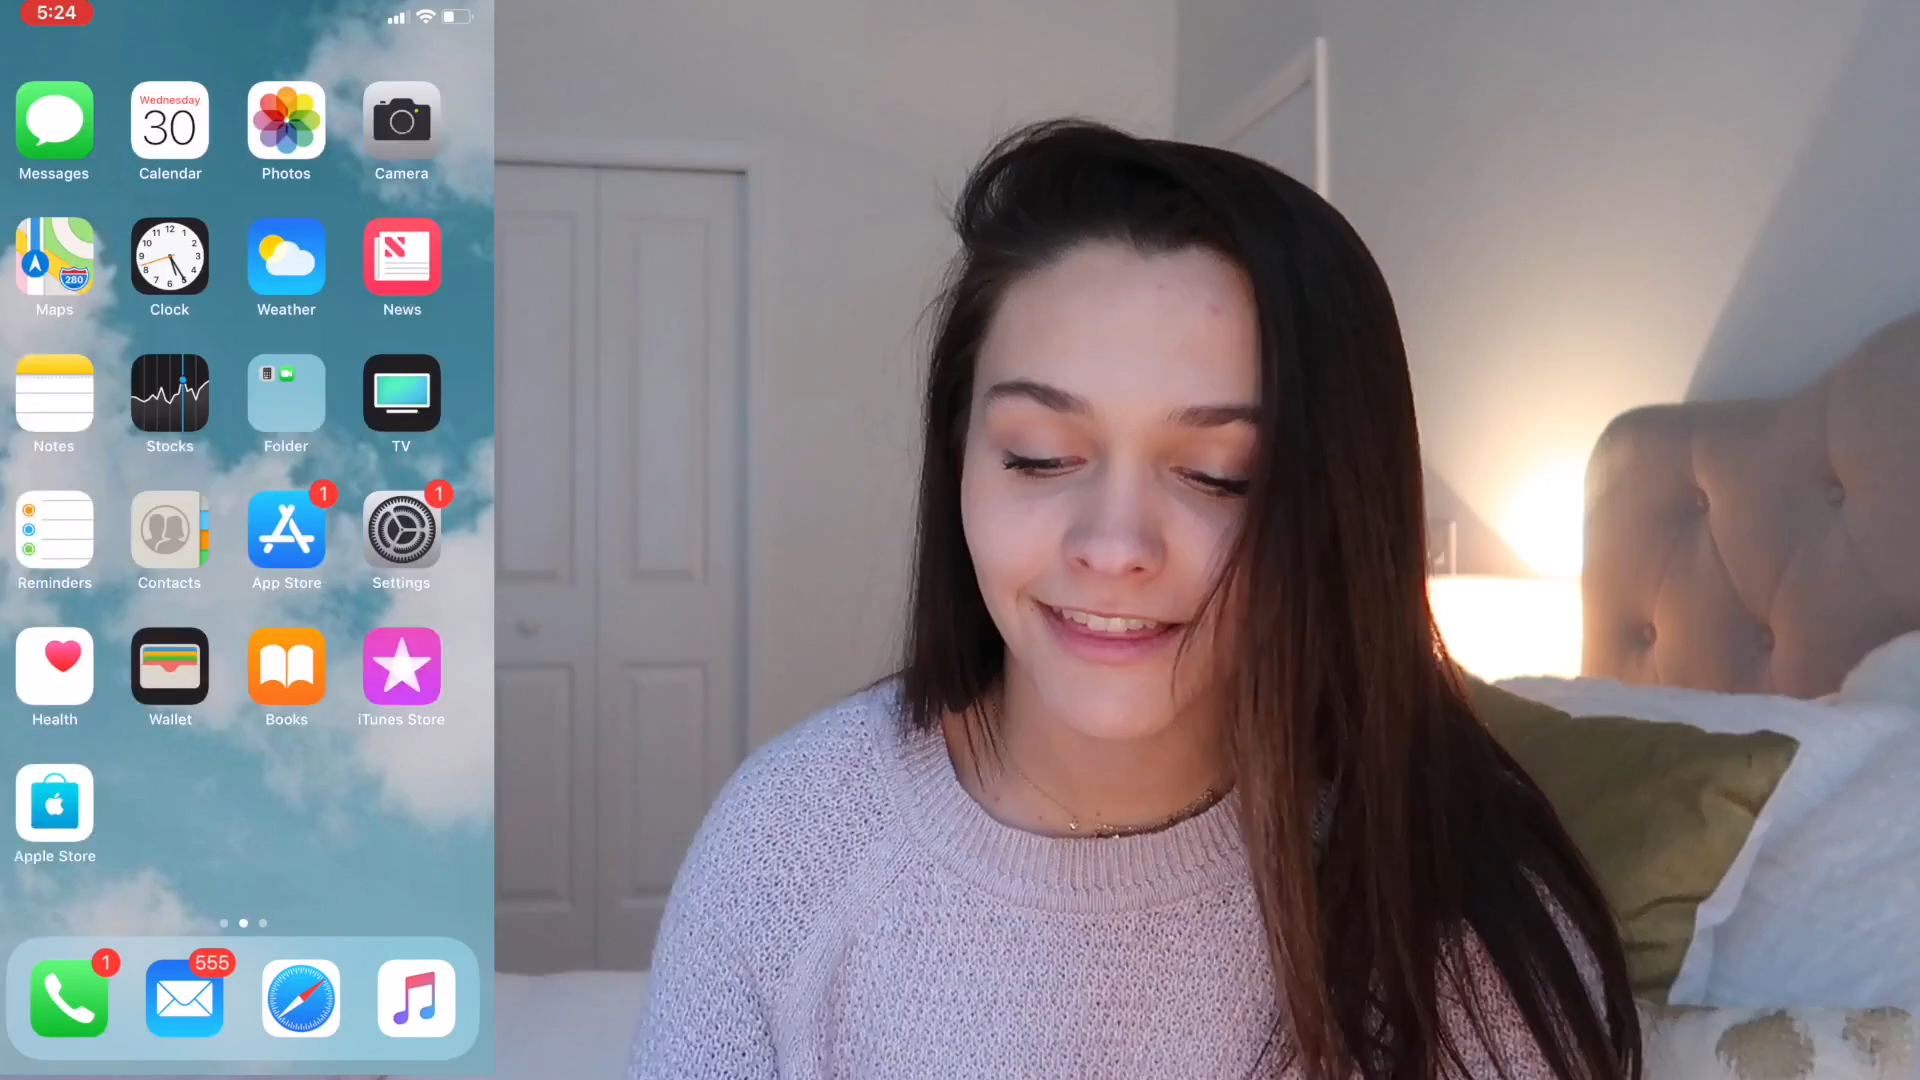 5:24
Wednesday
30
Messages
Calendar
Photos
Camera
280
Maps
Clock
Weather
News
Notes
Stocks
Folder
TV
1
1
Reminders
Contacts
App Store
Settings
Health
Wallet
Books
iTunes Store
Apple Store
1
555